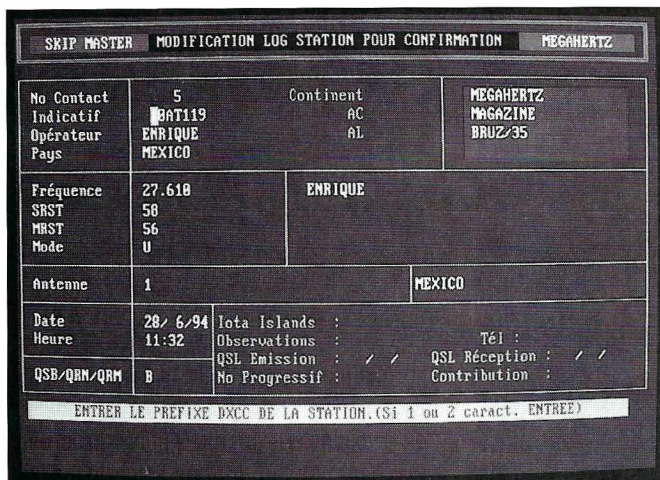 SKIP MASTER MODIFICATION LOG STATION POUR CONFIRMATION MEGAHERTZ
No Contact 5 Continent MEGAHERTZ
Indicatif 0AT119 AC MAGAZINE
Opérateur ENRIQUE AL BRUZ/35
Pays MEXICO
Fréquence 27.610 ENRIQUE
SRST 58
MRST 56
Mode U
Antenne 1 MEXICO
Date 28/ 6/94 Iota Islands :
Heure 11:32 Observations : Tél :
QSL Emission : / / QSL Réception : / /
QSB/QRN/QRM B No Progressif : Contribution :
ENTRER LE PREFIXE DXCC DE LA STATION.(Si 1 ou 2 caract. ENTREE)